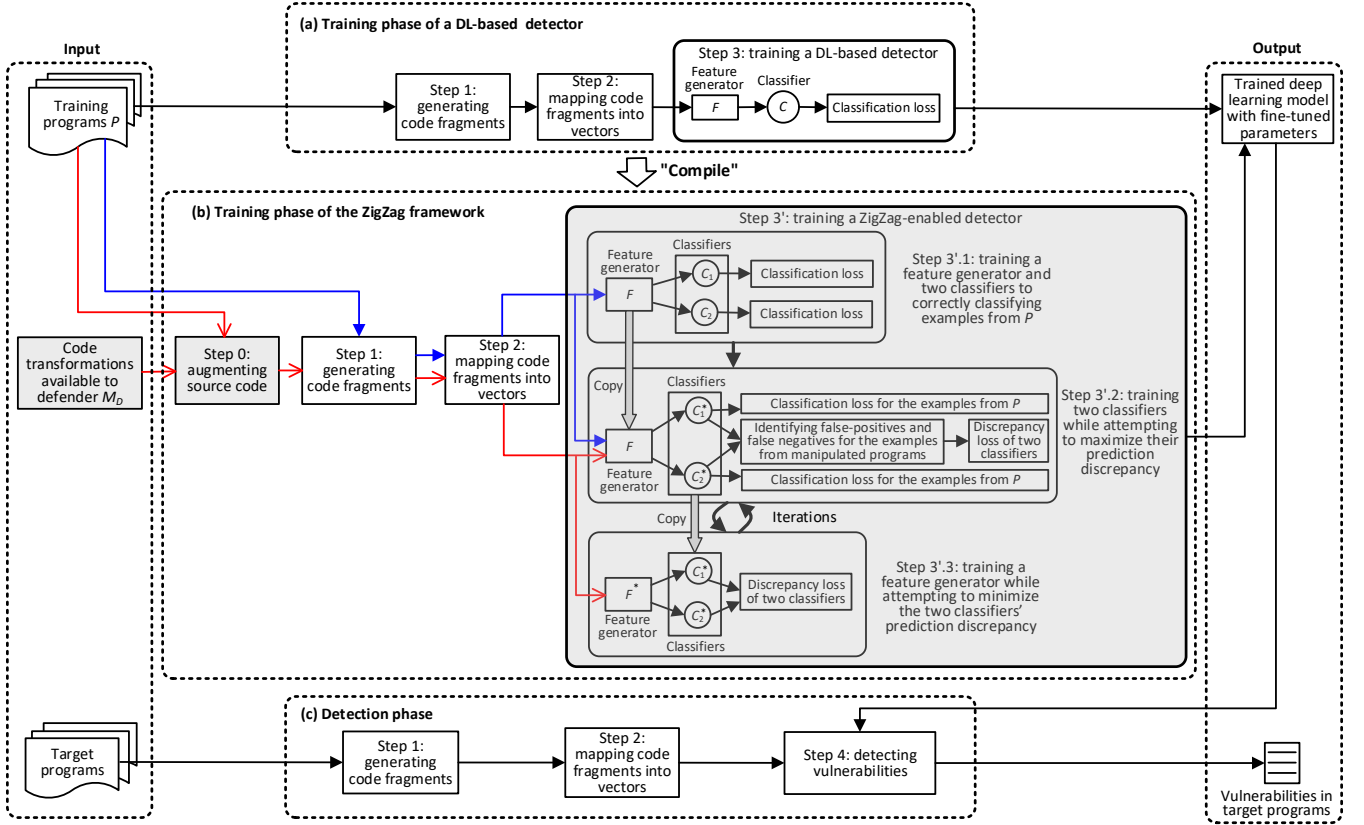 Input
Training
programs P
Code
transformations
available to
defender M_D
Target
programs
(a) Training phase of a DL-based detector
Step 1:
generating
code fragments
Step 2:
mapping code
fragments into
vectors
Step 3: training a DL-based detector
Feature
generator
Classifier
F
C
Classification loss
"Compile"
(b) Training phase of the ZigZag framework
Step 0:
augmenting
source code
Step 1:
generating
code fragments
Step 2:
mapping code
fragments into
vectors
Step 3': training a ZigZag-enabled detector
Feature
generator
Classifiers
F
C1
C2
Classification loss
Classification loss
Step 3'.1: training a
feature generator and
two classifiers to
correctly classifying
examples from P
Copy
Classifiers
F
Feature
generator
C1*
C2*
Classification loss for the examples from P
Identifying false-positives and
false negatives for the examples
from manipulated programs
Discrepancy
loss of two
classifiers
Classification loss for the examples from P
Step 3'.2: training
two classifiers
while attempting
to maximize their
prediction
discrepancy
Copy
Iterations
F*
Feature
generator
C1*
C2*
Classifiers
Discrepancy loss
of two classifiers
Step 3'.3: training a
feature generator while
attempting to minimize
the two classifiers'
prediction discrepancy
(c) Detection phase
Step 1:
generating
code fragments
Step 2:
mapping code
fragments into
vectors
Step 4: detecting
vulnerabilities
Output
Trained deep
learning model
with fine-tuned
parameters
Vulnerabilities in
target programs